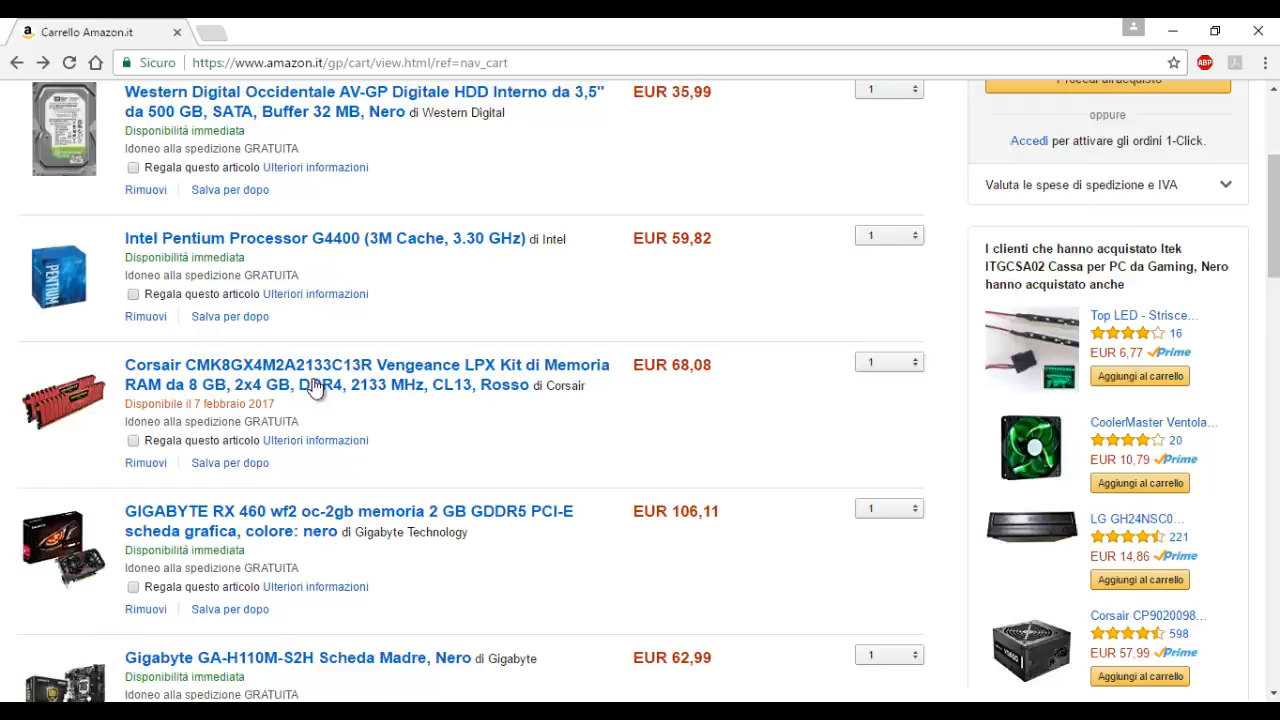 Carrello Amazon.it
Sicuro
https://www.amazon.it/gp/cart/view.html/ref=nav_cart
ABP
Western Digital Occidentale AV-GP Digitale HDD Interno da 3,5"
da 500 GB, SATA, Buffer 32 MB, Nero di Western Digital
Disponibilità immediata
Idoneo alla spedizione GRATUITA
Regala questo articolo Ulteriori informazioni
Rimuovi
Salva per dopo
EUR 35,99
1
Intel Pentium Processor G4400 (3M Cache, 3.30 GHz) di Intel
Disponibilità immediata
Idoneo alla spedizione GRATUITA
Regala questo articolo Ulteriori informazioni
Rimuovi
Salva per dopo
EUR 59,82
1
PENTIUM
Corsair CMK8GX4M2A2133C13R Vengeance LPX Kit di Memoria
RAM da 8 GB, 2x4 GB, DDR4, 2133 MHz, CL13, Rosso di Corsair
Disponibile il 7 febbraio 2017
Idoneo alla spedizione GRATUITA
Regala questo articolo Ulteriori informazioni
Rimuovi
Salva per dopo
EUR 68,08
1
GIGABYTE RX 460 wf2 oc-2gb memoria 2 GB GDDR5 PCI-E
scheda grafica, colore: nero di Gigabyte Technology
Disponibilità immediata
Idoneo alla spedizione GRATUITA
Regala questo articolo Ulteriori informazioni
Rimuovi
Salva per dopo
EUR 106,11
1
Gigabyte GA-H110M-S2H Scheda Madre, Nero di Gigabyte
Disponibilità immediata
Idoneo alla spedizione GRATUITA
EUR 62,99
1
Procedi all'acquisto
oppure
Accedi per attivare gli ordini 1-Click.
Valuta le spese di spedizione e IVA
I clienti che hanno acquistato Itek
ITGCSA02 Cassa per PC da Gaming, Nero
hanno acquistato anche
Top LED - Strisce...
16
EUR 6,77 Prime
Aggiungi al carrello
CoolerMaster Ventola...
20
EUR 10,79 Prime
Aggiungi al carrello
LG GH24NSC0...
221
EUR 14,86 Prime
Aggiungi al carrello
Corsair CP9020098...
598
EUR 57,99 Prime
Aggiungi al carrello